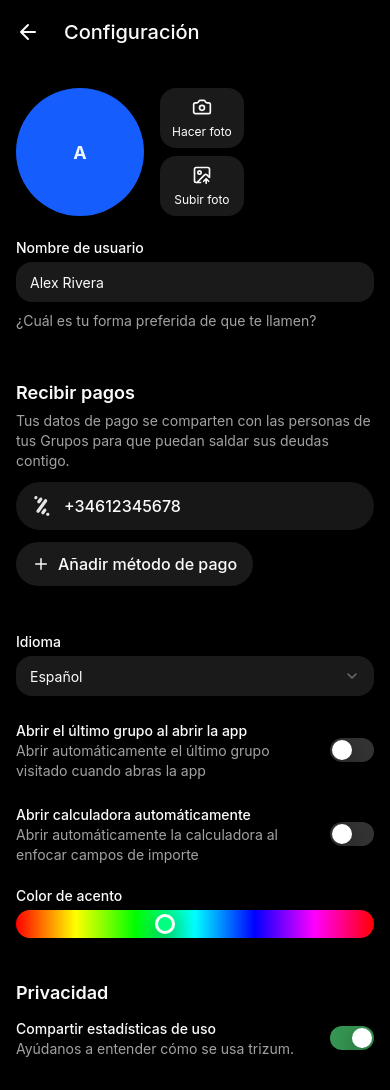 Configuración
A
Hacer foto
Subir foto
Nombre de usuario
Alex Rivera
¿Cuál es tu forma preferida de que te llamen?
Recibir pagos
Tus datos de pago se comparten con las personas de
tus Grupos para que puedan saldar sus deudas
contigo.
+34612345678
Añadir método de pago
Idioma
Español
Abrir el último grupo al abrir la app
Abrir automáticamente el último grupo
visitado cuando abras la app
Abrir calculadora automáticamente
Abrir automáticamente la calculadora al
enfocar campos de importe
Color de acento
Privacidad
Compartir estadísticas de uso
Ayúdanos a entender cómo se usa trizum.